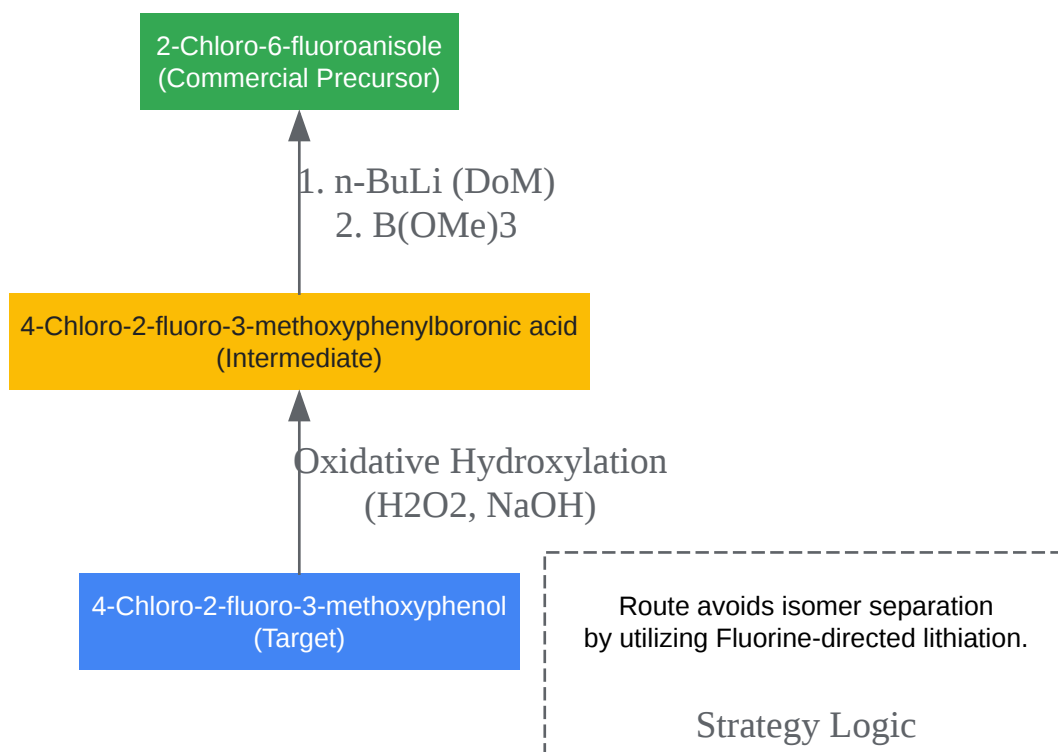 2-Chloro-6-fluoroanisole
(Commercial Precursor)
1. n-BuLi (DoM)
2. B(OMe)3
4-Chloro-2-fluoro-3-methoxyphenylboronic acid
(Intermediate)
Oxidative Hydroxylation
(H2O2, NaOH)
4-Chloro-2-fluoro-3-methoxyphenol
(Target)
Route avoids isomer separation
by utilizing Fluorine-directed lithiation.
Strategy Logic